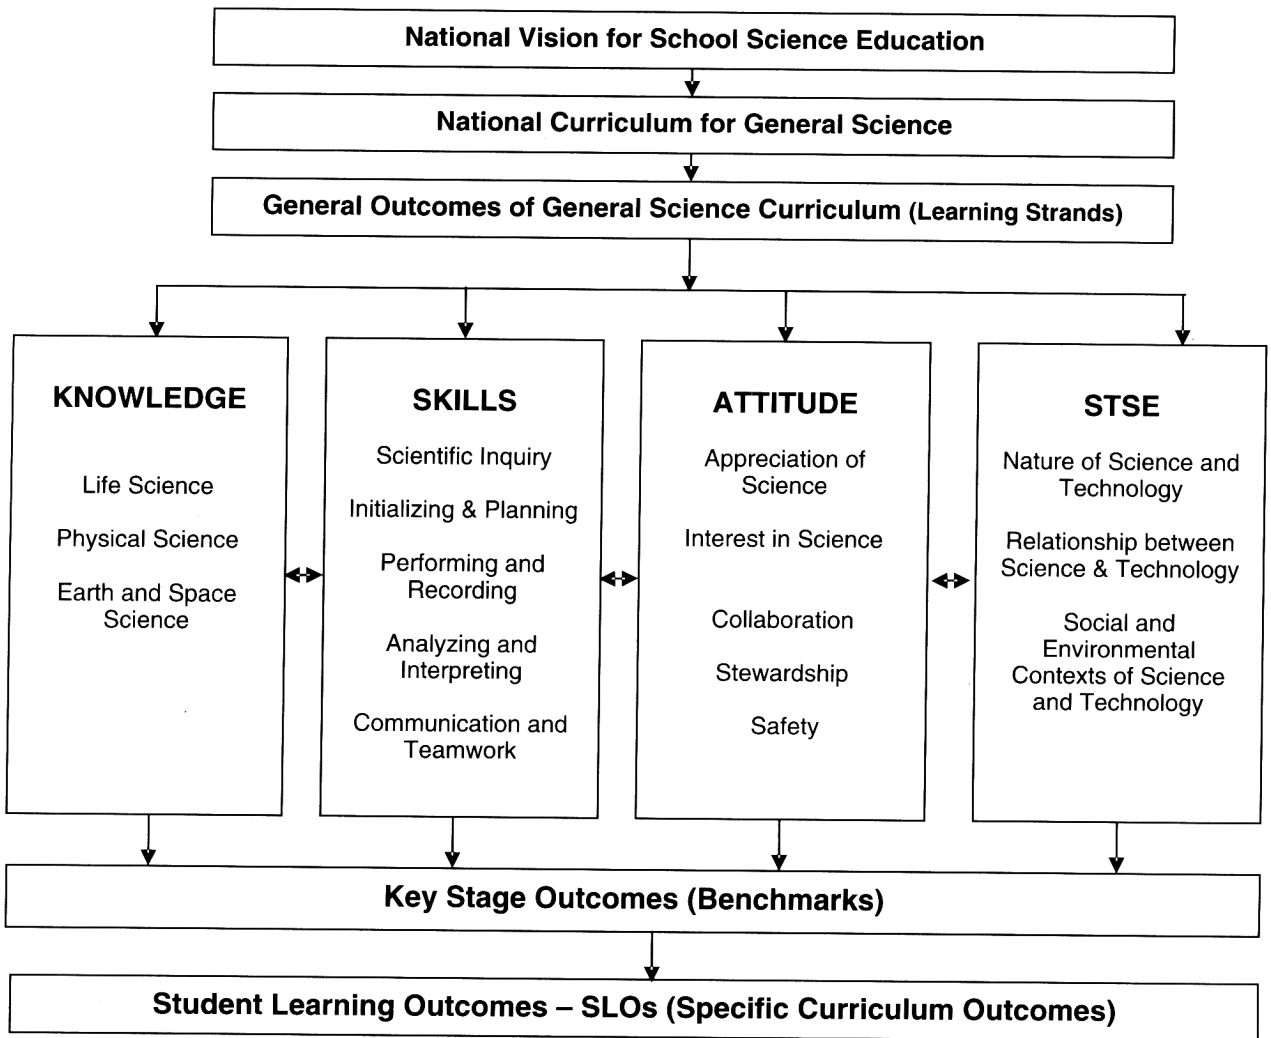 National Vision for School Science Education
National Curriculum for General Science
General Outcomes of General Science Curriculum (Learning Strands)
KNOWLEDGE
Life Science
Physical Science
Earth and Space
Science
SKILLS
Scientific Inquiry
Initializing & Planning
Performing and
Recording
Analyzing and
Interpreting
Communication and
Teamwork
ATTITUDE
Appreciation of
Science
Interest in Science
Collaboration
Stewardship
Safety
STSE
Nature of Science and
Technology
Relationship between
Science & Technology
Social and
Environmental
Contexts of Science
and Technology
Key Stage Outcomes (Benchmarks)
Student Learning Outcomes – SLOs (Specific Curriculum Outcomes)